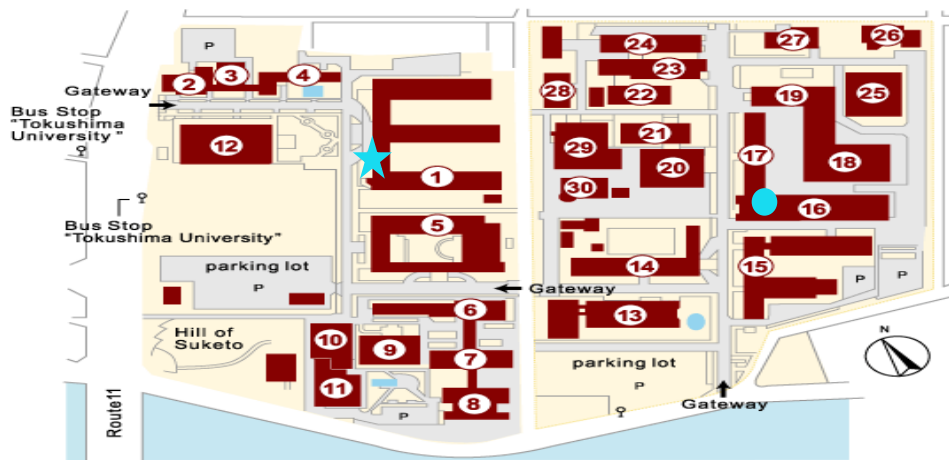 P
2
3
4
Gateway
Bus Stop
"Tokushima
University "
12
1
Bus Stop
"Tokushima University"
5
parking lot
P
Gateway
6
Hill of
Suketo
10
9
7
11
8
P
Route11
24
27
26
23
28
22
19
25
21
17
29
20
18
30
16
14
15
P
P
13
parking lot
P
Gateway
N